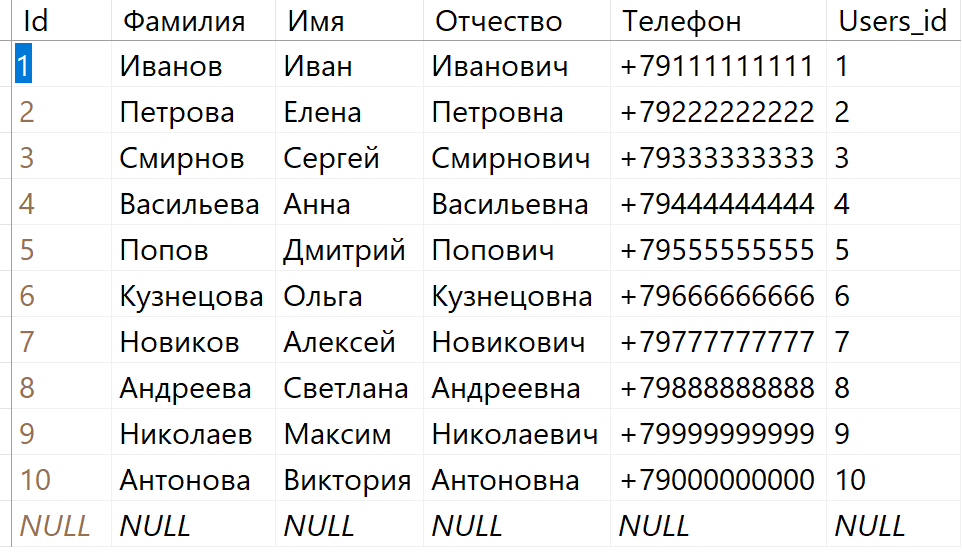 Id Фамилия Имя Отчество Телефон Users_id
1 Иванов Иван Иванович +79111111111 1
2 Петрова Елена Петровна +79222222222 2
3 Смирнов Сергей Смирнович +79333333333 3
4 Васильева Анна Васильевна +79444444444 4
5 Попов Дмитрий Попович +79555555555 5
6 Кузнецова Ольга Кузнецовна +79666666666 6
7 Новиков Алексей Новикович +79777777777 7
8 Андреева Светлана Андреевна +79888888888 8
9 Николаев Максим Николаевич +79999999999 9
10 Антонова Виктория Антоновна +79000000000 10
NULL NULL NULL NULL NULL NULL